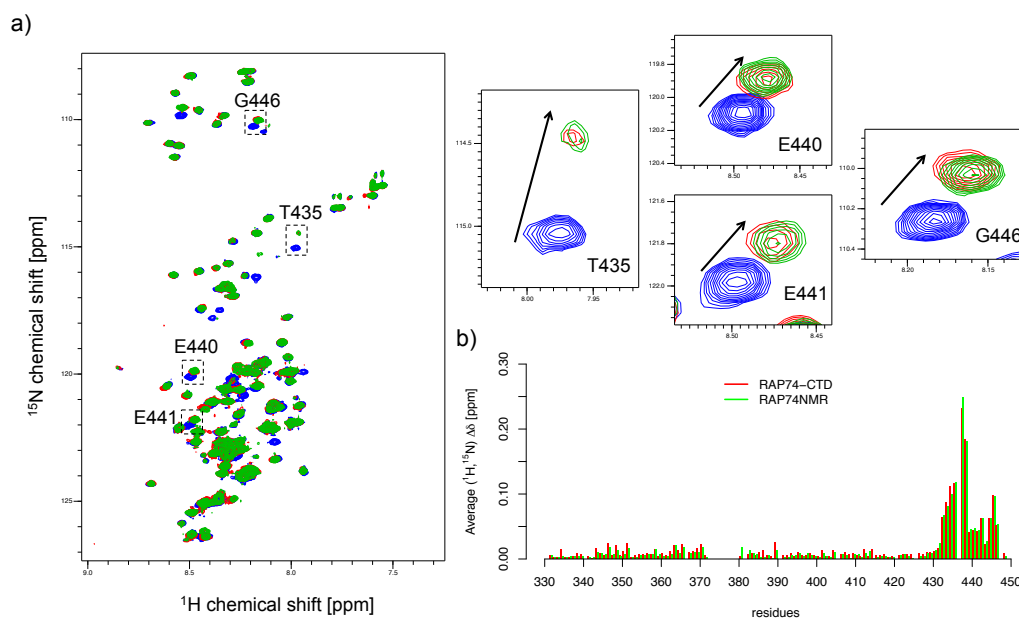 a)
G446
T435
E440
E441
110
115
120
125
9.0
8.5
8.0
7.5
¹⁵N chemical shift [ppm]
¹H chemical shift [ppm]
114.5
115.0
8.00
7.95
T435
119.8
120.0
120.2
120.4
8.50
8.45
E440
121.6
121.8
122.0
8.50
8.45
E441
110.0
110.2
110.4
8.20
8.15
G446
b)
0.30
0.20
0.10
0.00
Average (¹H,¹⁵N) Δδ [ppm]
RAP74−CTD
RAP74NMR
330
340
350
360
370
380
390
400
410
420
430
440
450
residues